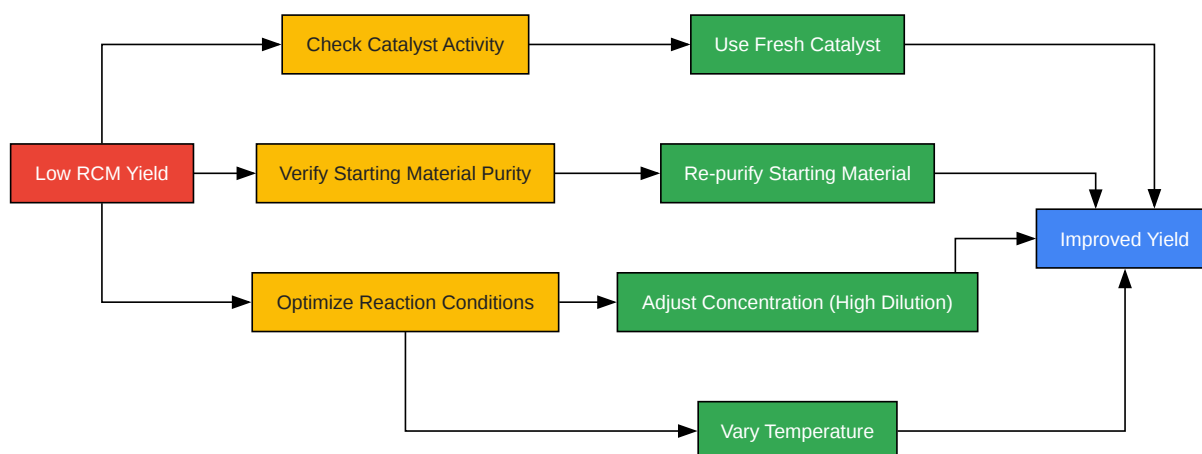 Check Catalyst Activity
Use Fresh Catalyst
Low RCM Yield
Verify Starting Material Purity
Re-purify Starting Material
Improved Yield
Optimize Reaction Conditions
Adjust Concentration (High Dilution)
Vary Temperature